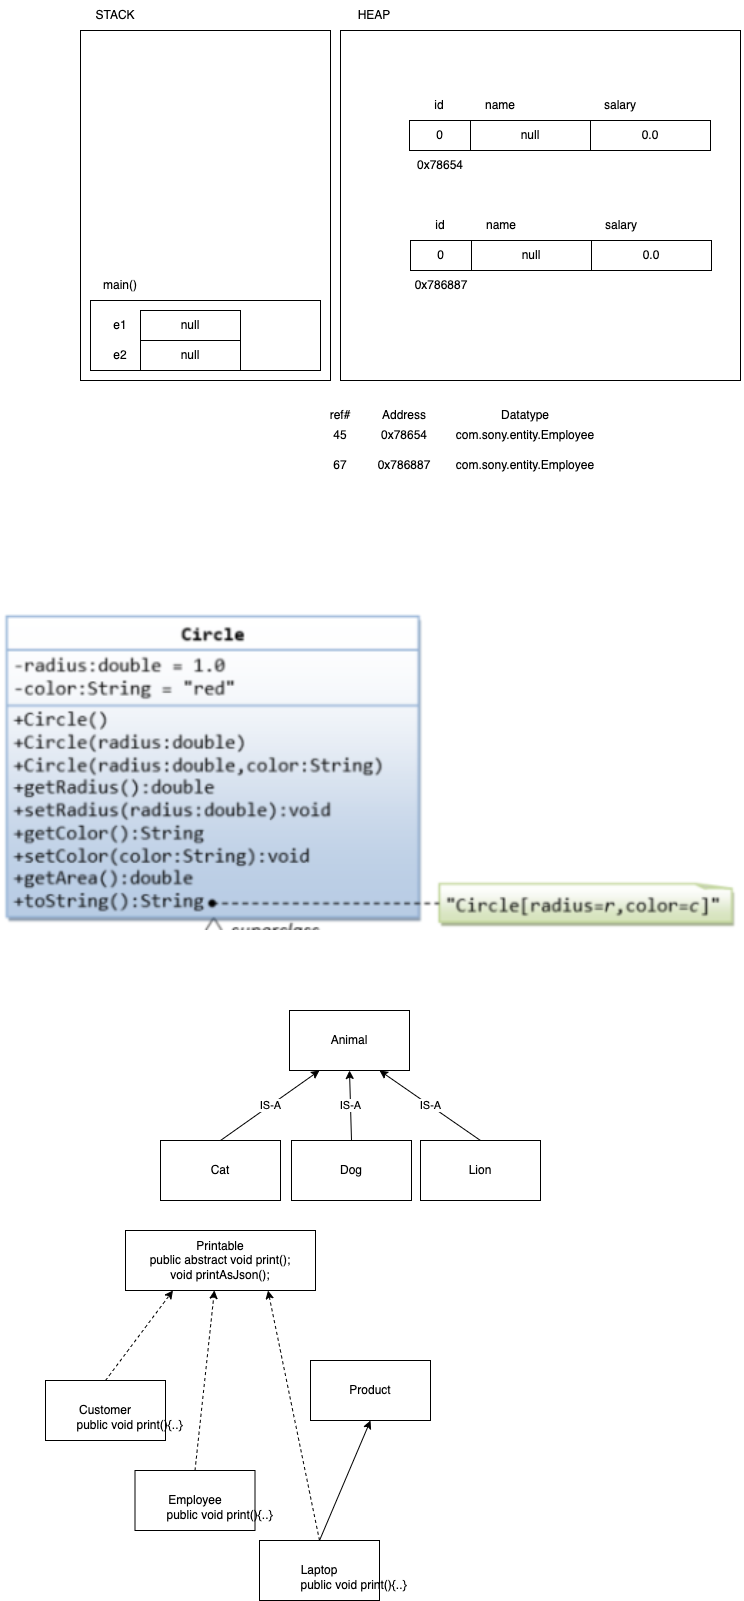 STACK
HEAP
id name salary
0 null 0.0
0x78654
id name salary
0 null 0.0
0x786887
main()
e1 null
e2 null
ref# Address Datatype
45 0x78654 com.sony.entity.Employee
67 0x786887 com.sony.entity.Employee
Circle
-radius:double = 1.0
-color:String = "red"
+Circle()
+Circle(radius:double)
+Circle(radius:double,color:String)
+getRadius():double
+setRadius(radius:double):void
+getColor():String
+setColor(color:String):void
+getArea():double
+toString():String
"Circle[radius=r,color=c]"
Animal
IS-A IS-A IS-A
Cat Dog Lion
Printable
public abstract void print();
void printAsJson();
Product
Customer
public void print(){..}
Employee
public void print(){..}
Laptop
public void print(){..}